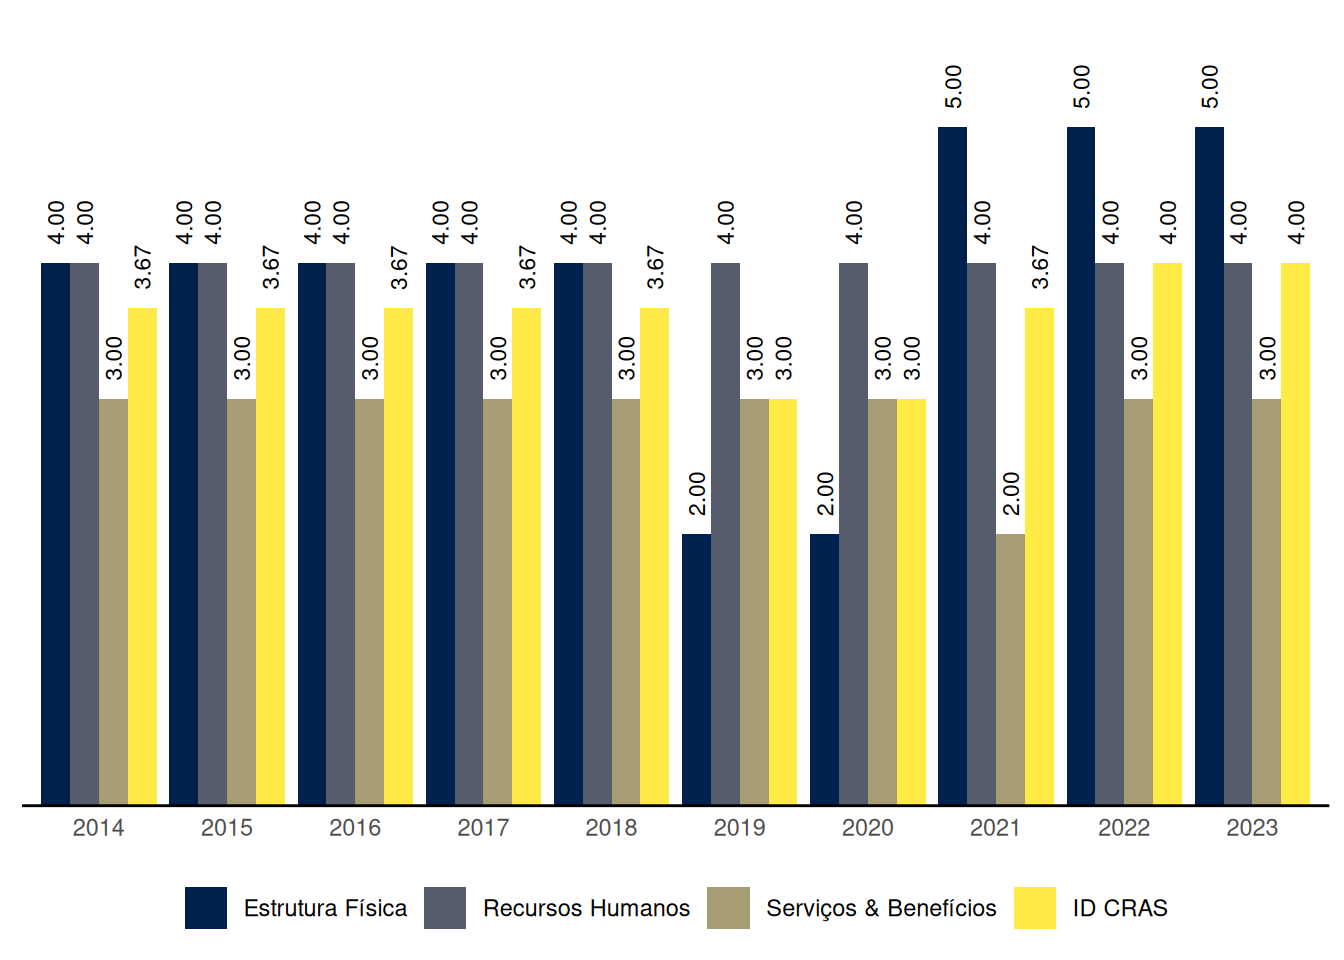 5.00 5.00 5.00
4.00 4.00 4.00 4.00 4.00 4.00 4.00 4.00 4.00 4.00 4.00 4.00 4.00 4.00 4.00 4.00 4.00
3.67 3.67 3.67 3.67 3.67 3.67
3.00 3.00 3.00 3.00 3.00 3.00 3.00 3.00 3.00 3.00 3.00
2.00 2.00 2.00
2014 2015 2016 2017 2018 2019 2020 2021 2022 2023
Estrutura Física Recursos Humanos Serviços & Benefícios ID CRAS